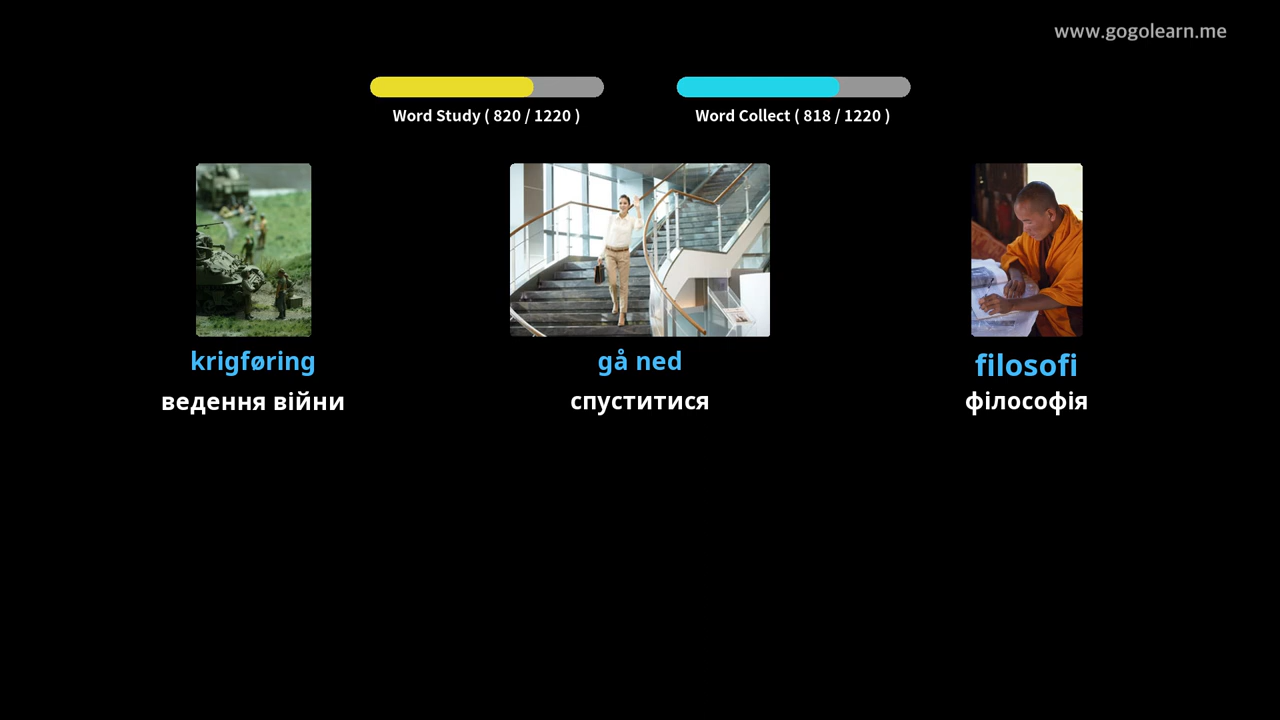 www.gogolearn.me
Word Study ( 820 / 1220 )
Word Collect ( 818 / 1220 )
krigføring
gå ned
filosofi
ведення війни
спуститися
філософія